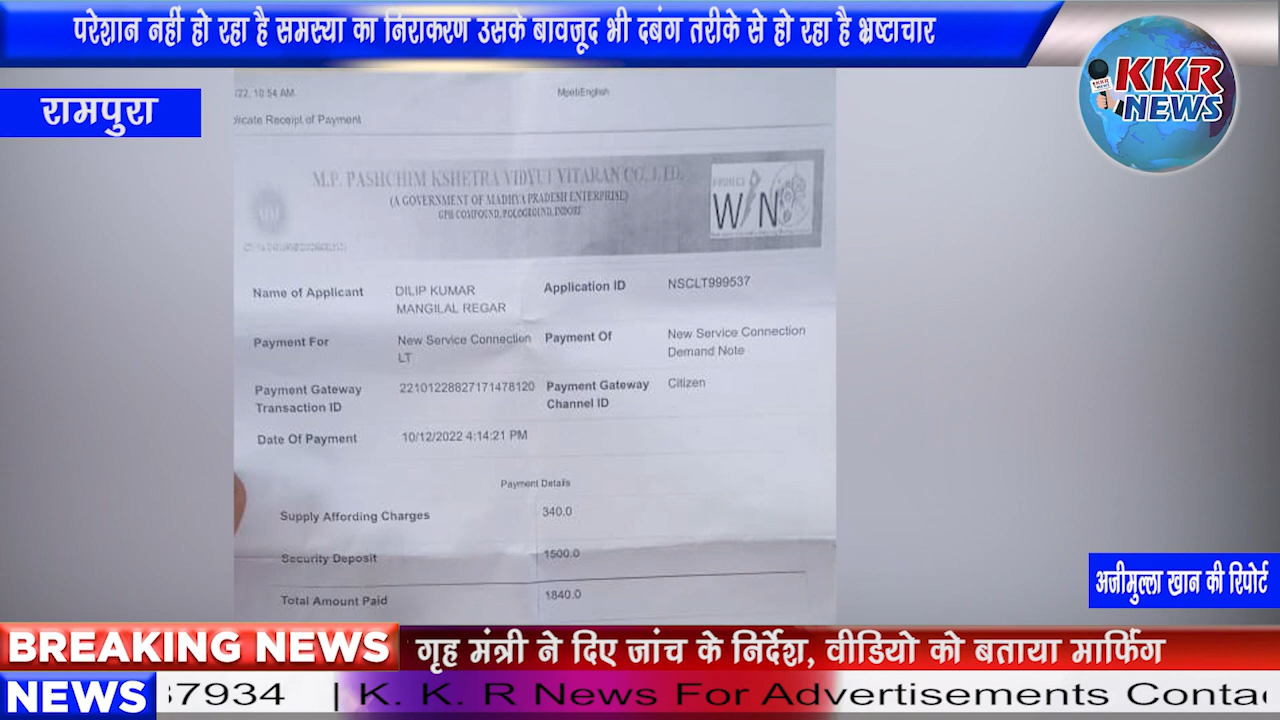 परेशान नहीं हो रहा है समस्या का निराकरण उसके बावजूद भी दबंग तरीके से हो रहा है भ्रष्टाचार
KKR
NEWS
रामपुरा
/22, 10:54 AM
Mpeb English
plicate Receipt of Payment
M.P. PASHCHIM KSHETRA VIDYUT VITARAN CO., LTD.
(A GOVERNMENT OF MADHYA PRADESH ENTERPRISE)
GPH COMPOUND, POLOGROUND, INDORE
WIN
Name of Applicant DILIP KUMAR MANGILAL REGAR Application ID NSCLT999537
Payment For New Service Connection LT Payment Of New Service Connection Demand Note
Payment Gateway Transaction ID 22101228827171478120 Payment Gateway Channel ID Citizen
Date Of Payment 10/12/2022 4:14:21 PM
Payment Details
Supply Affording Charges 340.0
Security Deposit 1500.0
Total Amount Paid 1840.0
अजीमुल्ला खान की रिपोर्ट
BREAKING NEWS गृह मंत्री ने दिए जांच के निर्देश, वीडियो को बताया मार्फिंग
NEWS 37934 | K. K. R News For Advertisements Contac